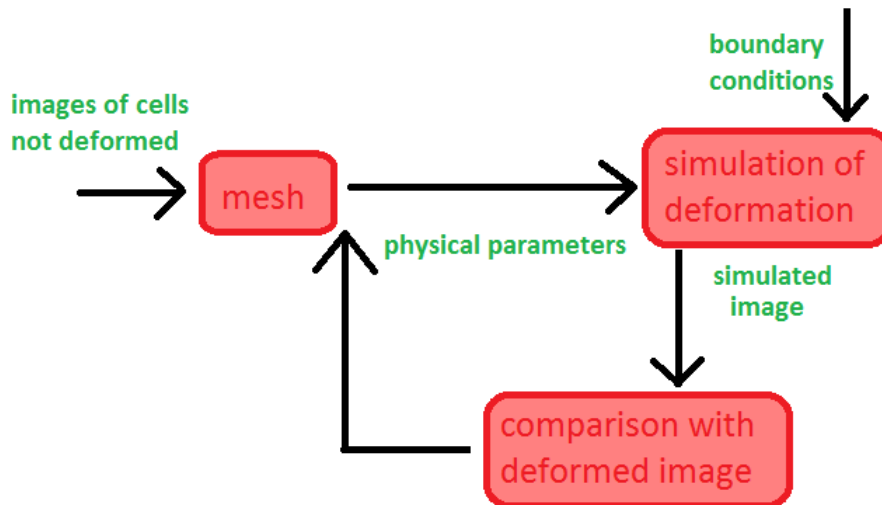 images of cells
not deformed
mesh
physical parameters
boundary
conditions
simulation of
deformation
simulated
image
comparison with
deformed image